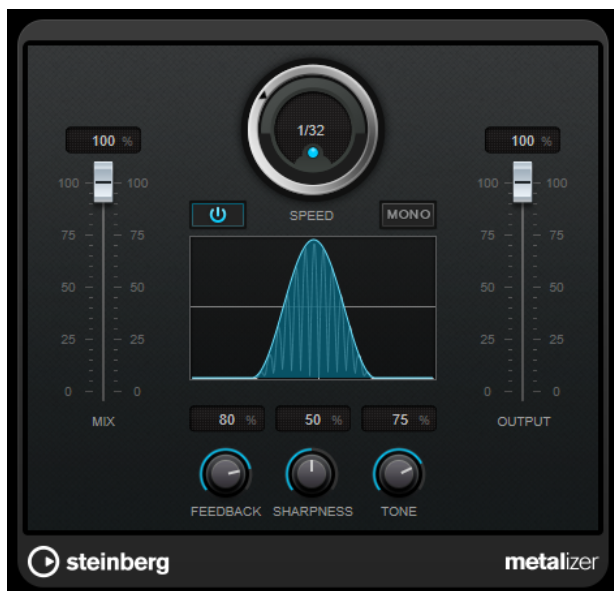 1/32
100 %
100 %
100 100
100 100
SPEED
MONO
75 75
75 75
50 50
50 50
25 25
25 25
0 0
0 0
MIX
80 %
50 %
75 %
OUTPUT
FEEDBACK
SHARPNESS
TONE
steinberg
metalizer